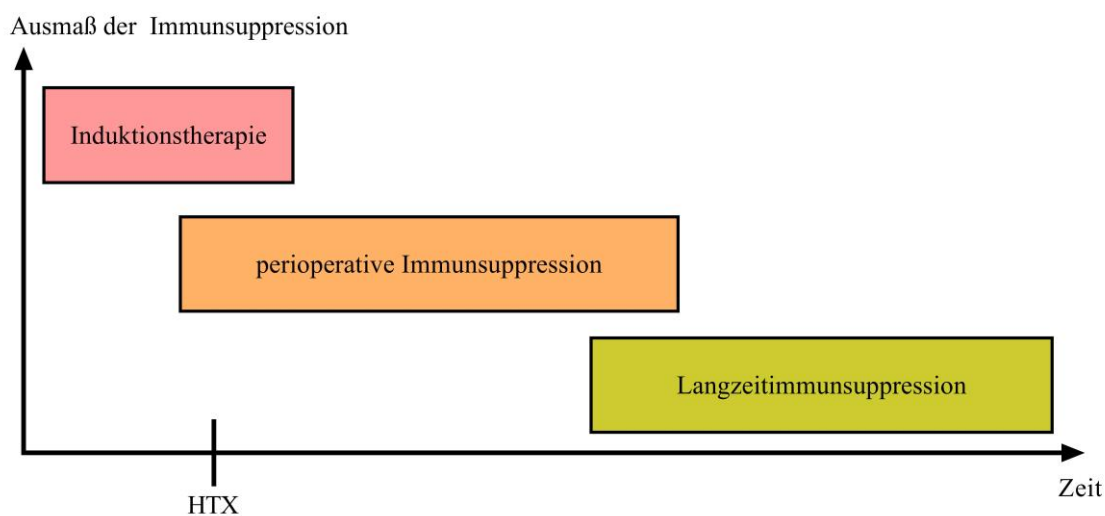 Ausmaß der Immunsuppression
Induktionstherapie
perioperative Immunsuppression
Langzeitimmunsuppression
Zeit
HTX